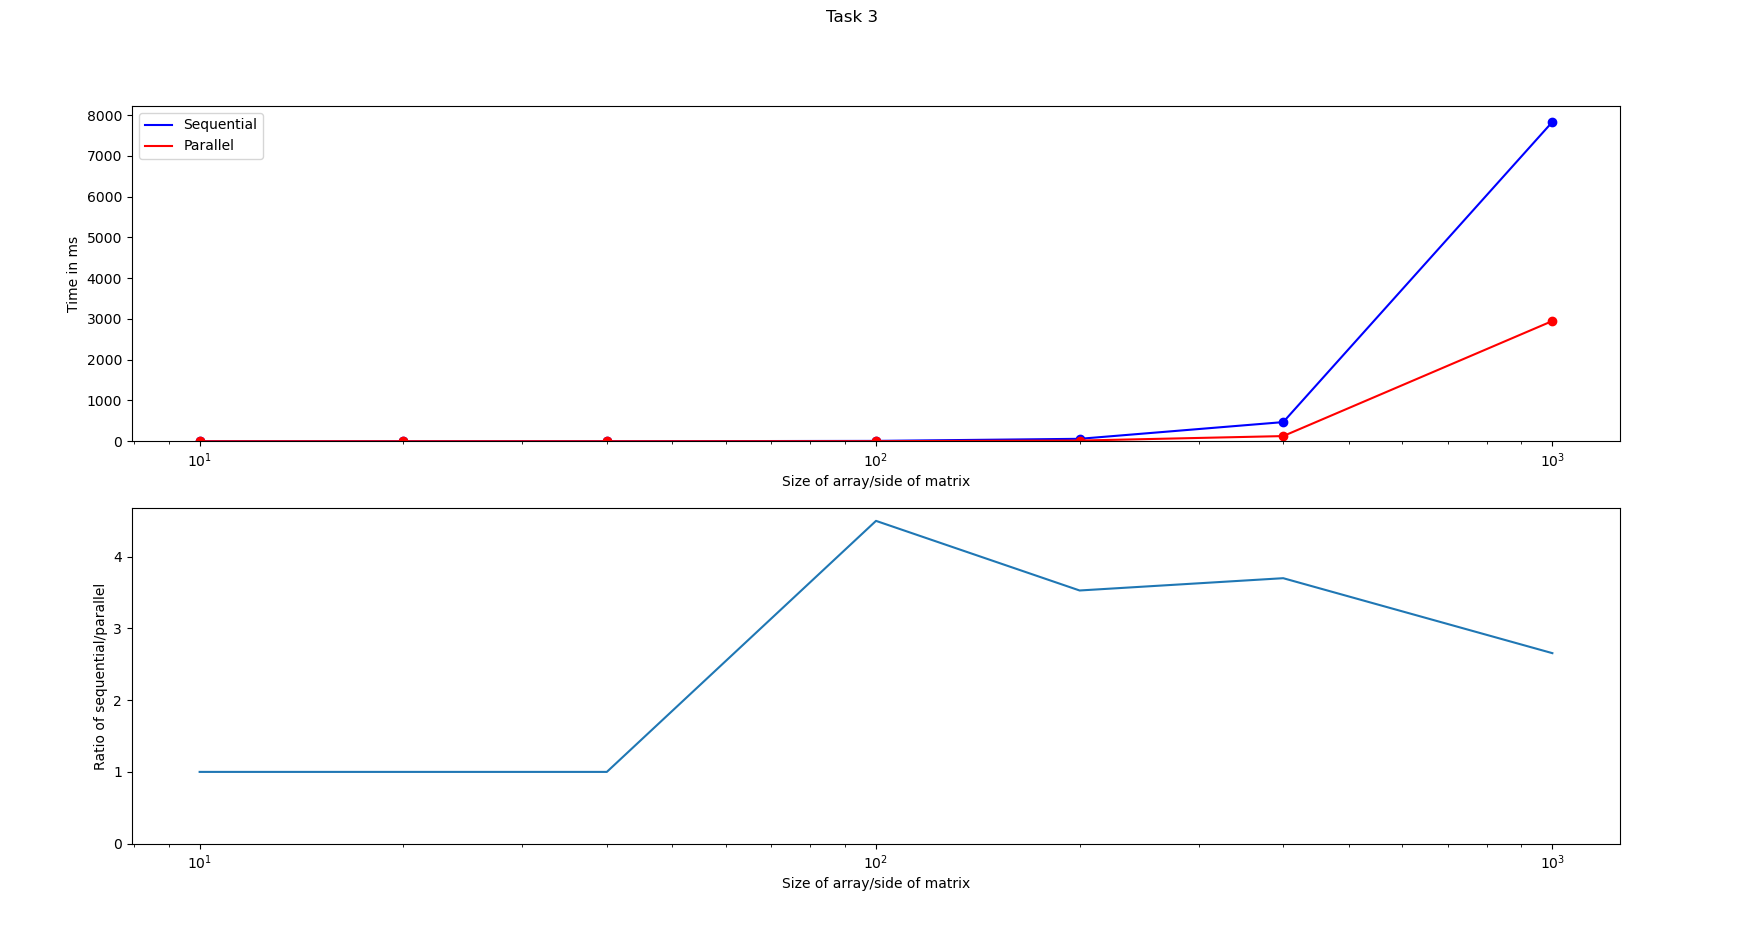 Task 3
8000
7000
6000
5000
4000
3000
2000
1000
0
Time in ms
Sequential
Parallel
10¹ 10² 10³
Size of array/side of matrix
4
3
2
1
0
Ratio of sequential/parallel
10¹ 10² 10³
Size of array/side of matrix